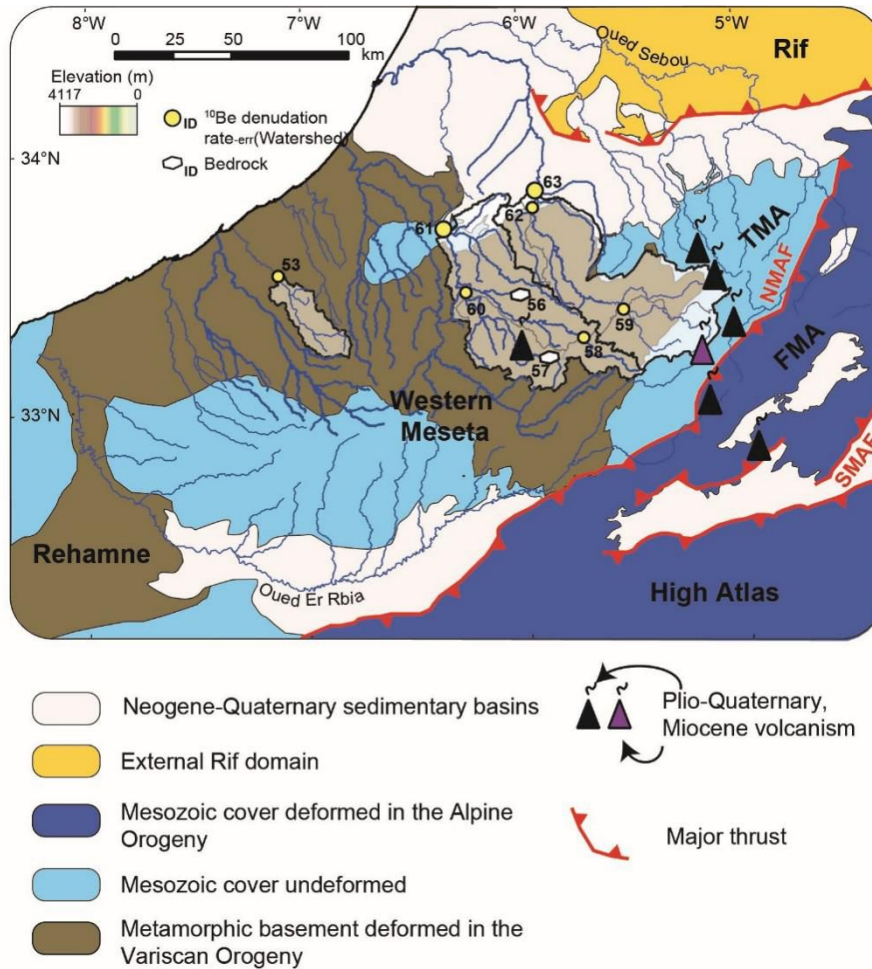 8°W 7°W 6°W 5°W
0 25 50 100
km
Oued Sebou
Rif
Elevation (m)
4117 0
ID 10Be denudation
rate-err(Watershed)
ID Bedrock
34°N
63
62
61
TMA
NMAF
53
56
60
59
58
57
FMA
33°N
Western
Meseta
SMAF
Rehamne
Oued Er Rbia
High Atlas
Neogene-Quaternary sedimentary basins
Plio-Quaternary,
Miocene volcanism
External Rif domain
Mesozoic cover deformed in the Alpine
Orogeny
Major thrust
Mesozoic cover undeformed
Metamorphic basement deformed in the
Variscan Orogeny